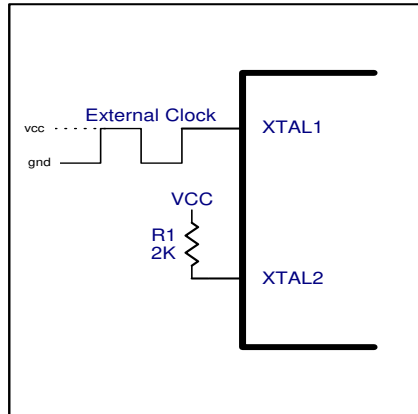 External Clock
vcc
XTAL1
gnd
VCC
R1
2K
XTAL2